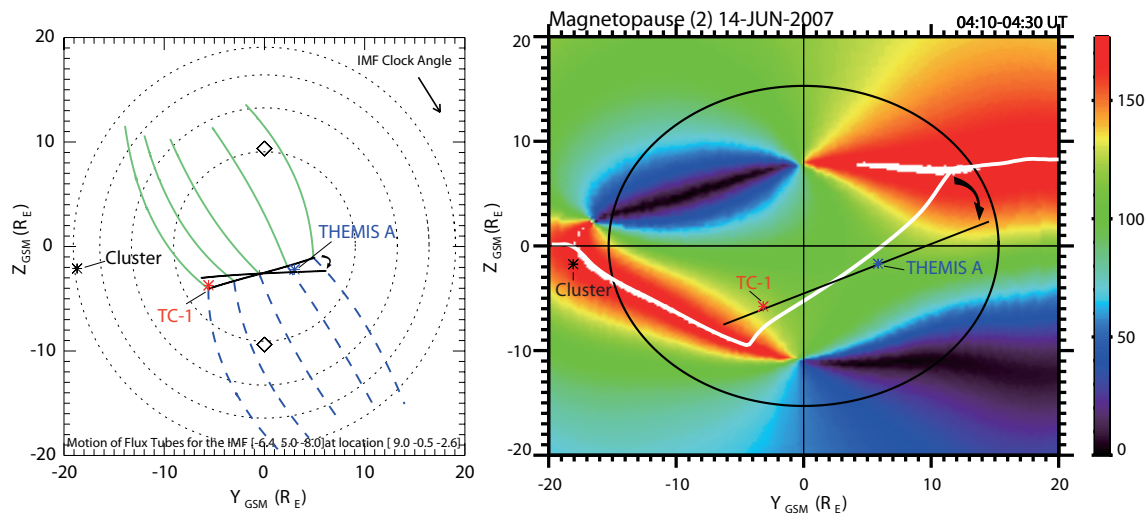 Magnetopause (2) 14-JUN-2007
04:10-04:30 UT
20
10
0
-10
-20
Z GSM (R E)
IMF Clock Angle
THEMIS A
Cluster
TC-1
Motion of Flux Tubes for the IMF [-6.4, 5.0 -8.0]at location [ 9.0 -0.5 -2.6]
-20
-10
0
10
20
Y GSM (R E)
20
10
0
-10
-20
Z GSM (R E)
Cluster
TC-1
THEMIS A
-20
-10
0
10
20
Y GSM (R E)
150
100
50
0